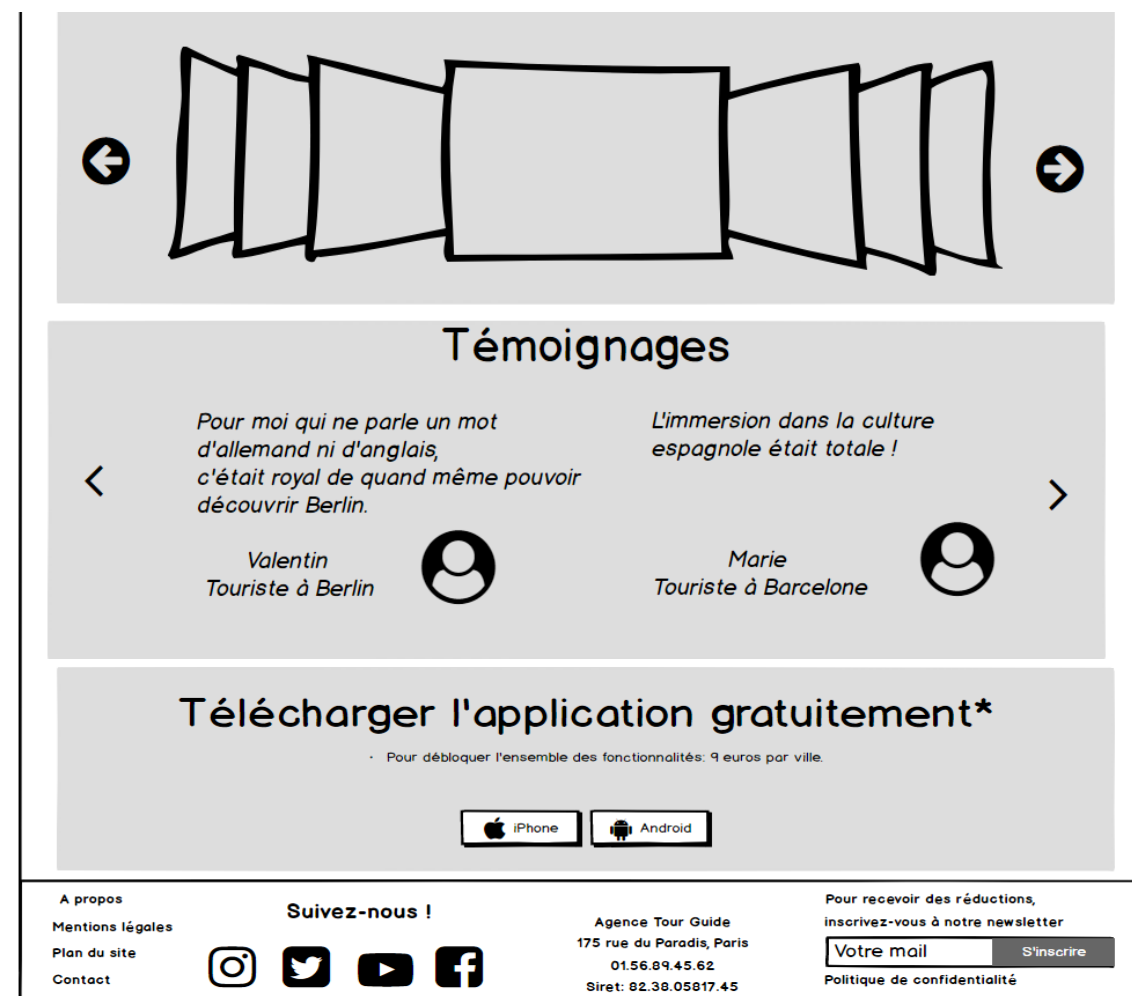 Témoignages
Pour moi qui ne parle un mot
d'allemand ni d'anglais,
c'était royal de quand même pouvoir
découvrir Berlin.
Valentin
Touriste à Berlin
L'immersion dans la culture
espagnole était totale !
Marie
Touriste à Barcelone
Télécharger l'application gratuitement*
· Pour débloquer l'ensemble des fonctionnalités: 9 euros par ville.
iPhone
Android
A propos
Mentions légales
Plan du site
Contact
Suivez-nous !
Agence Tour Guide
175 rue du Paradis, Paris
01.56.89.45.62
Siret: 82.38.05817.45
Pour recevoir des réductions,
inscrivez-vous à notre newsletter
Votre mail
S'inscrire
Politique de confidentialité